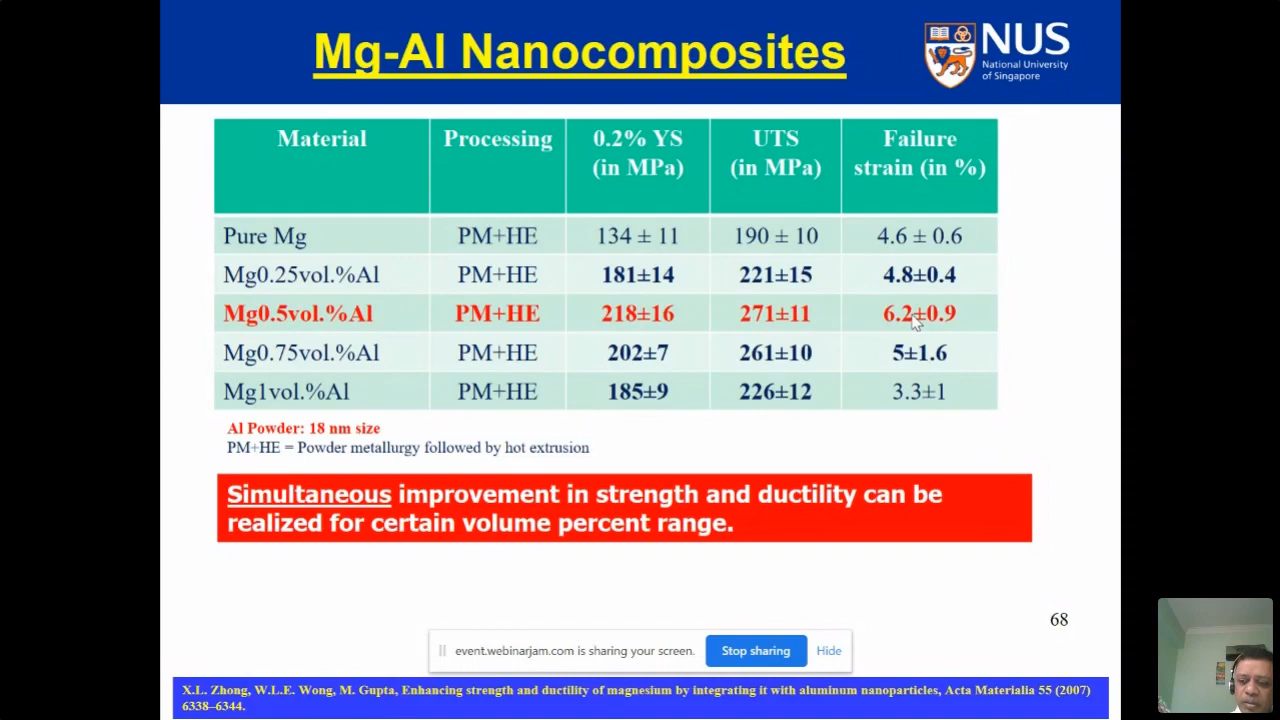 Mg-Al Nanocomposites
NUS
National University
of Singapore
Material Processing 0.2% YS (in MPa) UTS (in MPa) Failure strain (in %)
Pure Mg PM+HE 134 ± 11 190 ± 10 4.6 ± 0.6
Mg0.25vol.%Al PM+HE 181±14 221±15 4.8±0.4
Mg0.5vol.%Al PM+HE 218±16 271±11 6.2±0.9
Mg0.75vol.%Al PM+HE 202±7 261±10 5±1.6
Mg1vol.%Al PM+HE 185±9 226±12 3.3±1
Al Powder: 18 nm size
PM+HE = Powder metallurgy followed by hot extrusion
Simultaneous improvement in strength and ductility can be
realized for certain volume percent range.
68
event.webinarjam.com is sharing your screen. Stop sharing Hide
X.L. Zhong, W.L.E. Wong, M. Gupta, Enhancing strength and ductility of magnesium by integrating it with aluminum nanoparticles, Acta Materialia 55 (2007)
6338–6344.